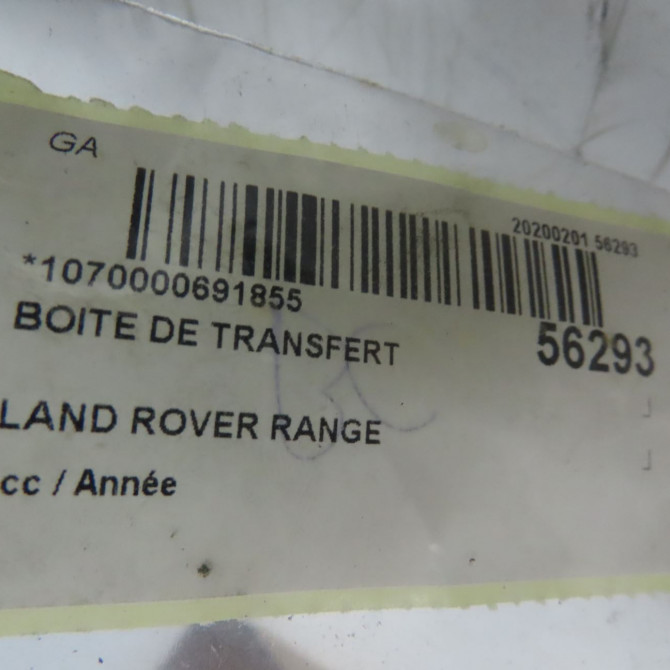 GA
20200201 56293
*1070000691855
56293
BOITE DE TRANSFERT
LAND ROVER RANGE
cc / Année